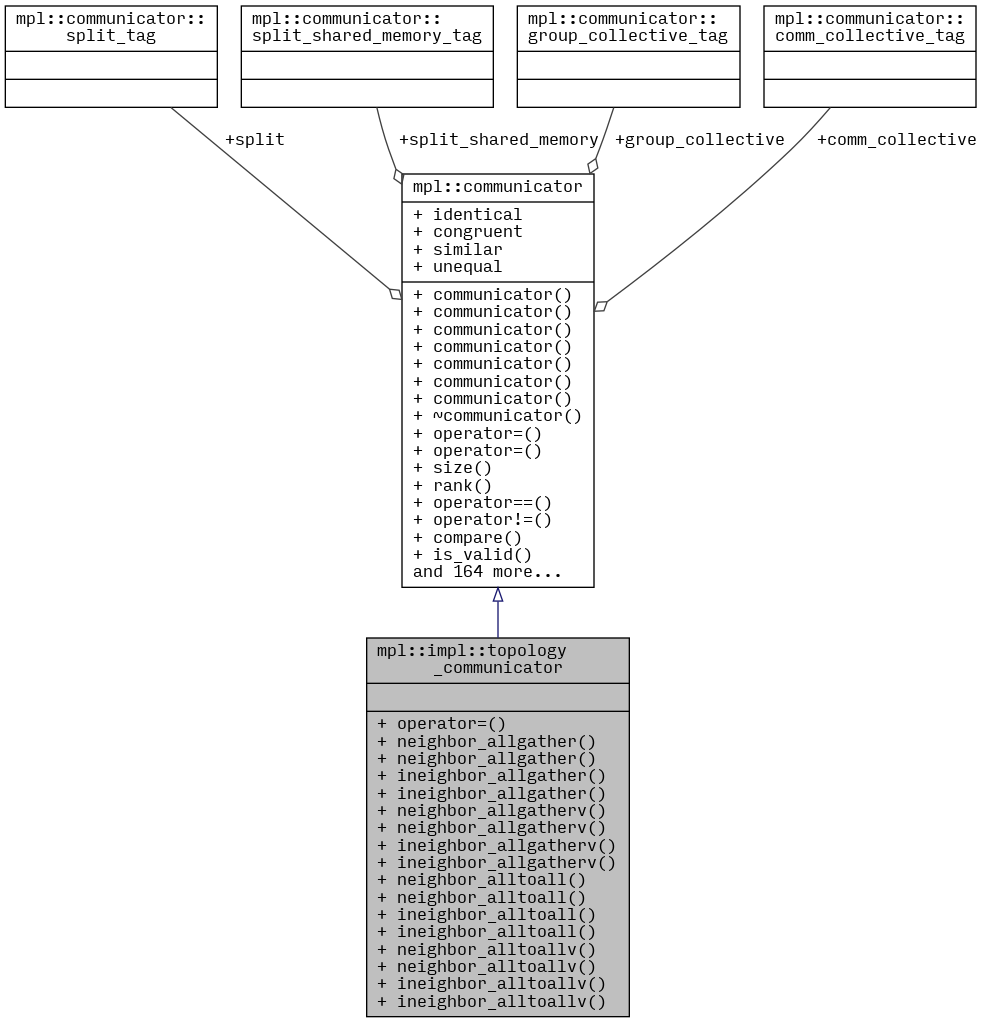 mpl::communicator::
split_tag
mpl::communicator::
split_shared_memory_tag
mpl::communicator::
group_collective_tag
mpl::communicator::
comm_collective_tag
+split
+split_shared_memory
+group_collective
+comm_collective
mpl::communicator
+ identical
+ congruent
+ similar
+ unequal
+ communicator()
+ communicator()
+ communicator()
+ communicator()
+ communicator()
+ communicator()
+ communicator()
+ ~communicator()
+ operator=()
+ operator=()
+ size()
+ rank()
+ operator==()
+ operator!=()
+ compare()
+ is_valid()
and 164 more...
mpl::impl::topology
_communicator
+ operator=()
+ neighbor_allgather()
+ neighbor_allgather()
+ ineighbor_allgather()
+ ineighbor_allgather()
+ neighbor_allgatherv()
+ neighbor_allgatherv()
+ ineighbor_allgatherv()
+ ineighbor_allgatherv()
+ neighbor_alltoall()
+ neighbor_alltoall()
+ ineighbor_alltoall()
+ ineighbor_alltoall()
+ neighbor_alltoallv()
+ neighbor_alltoallv()
+ ineighbor_alltoallv()
+ ineighbor_alltoallv()